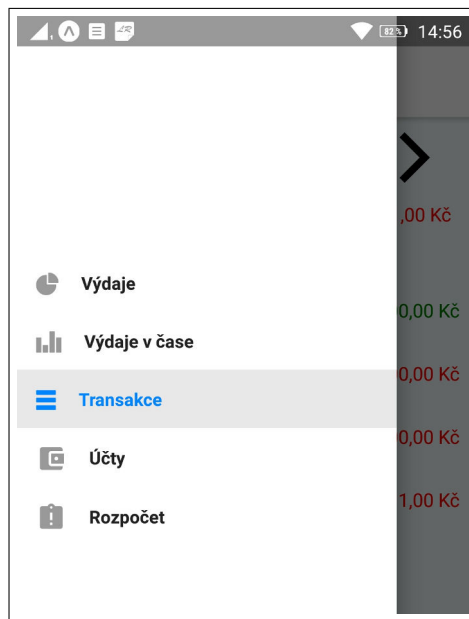 82% 14:56
,00 Kč
Výdaje
0,00 Kč
Výdaje v čase
0,00 Kč
Transakce
0,00 Kč
Účty
1,00 Kč
Rozpočet